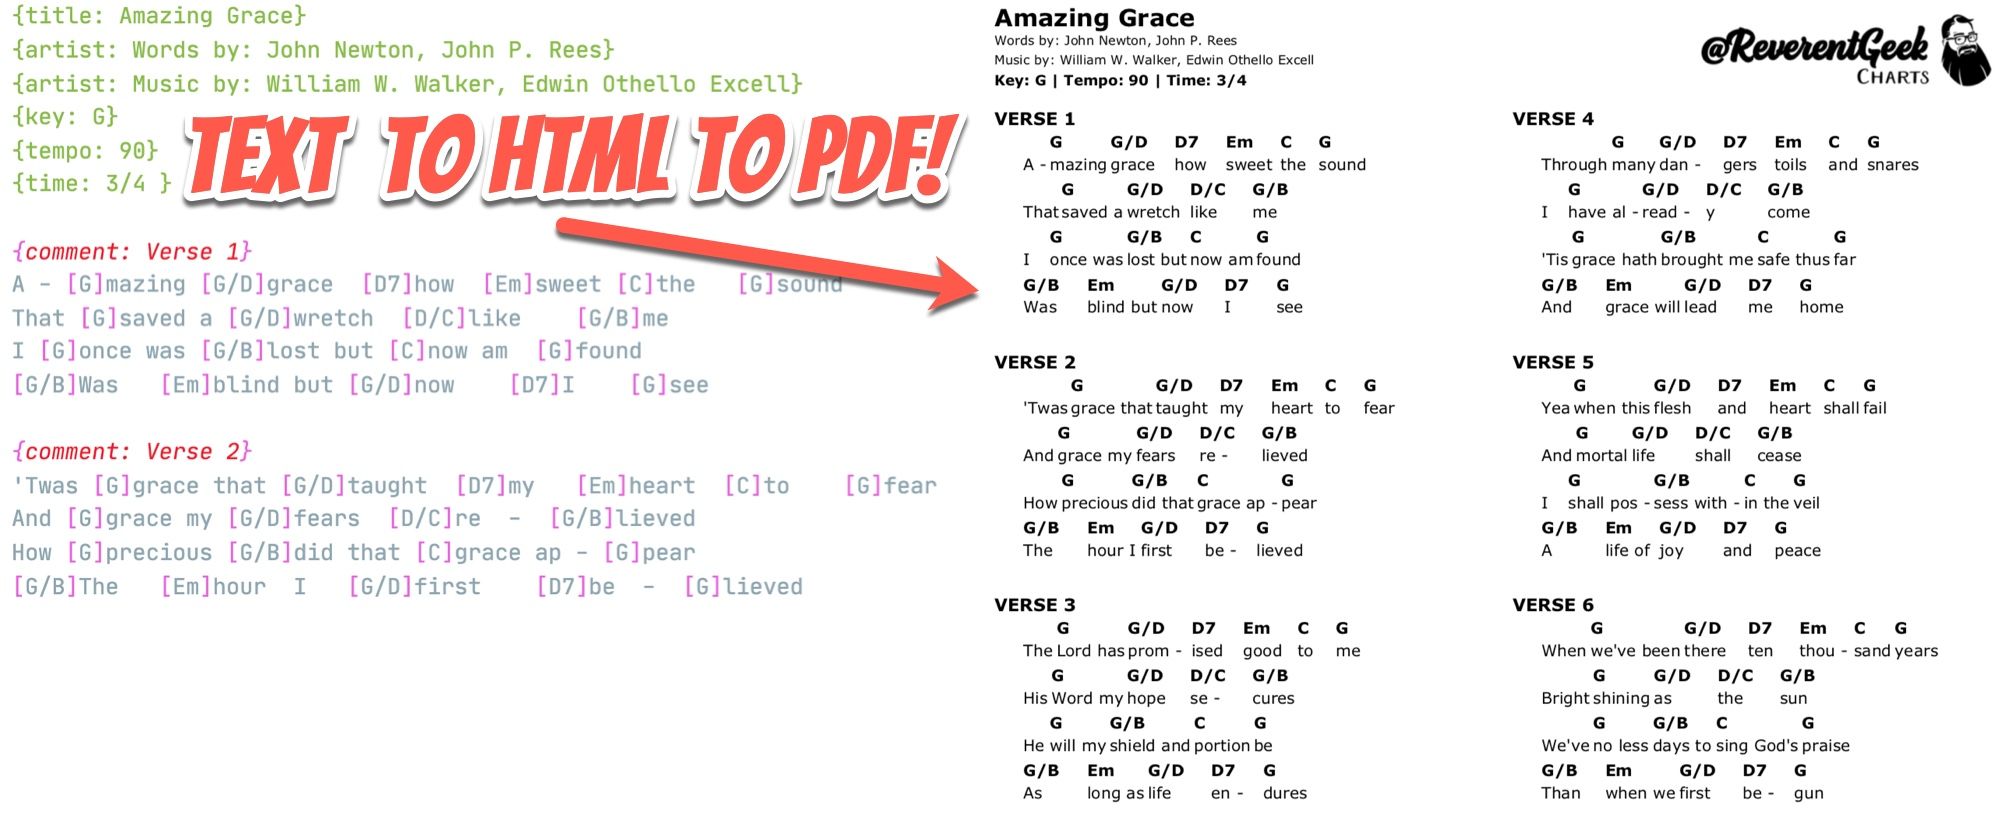 {title: Amazing Grace}
{artist: Words by: John Newton, John P. Rees}
{artist: Music by: William W. Walker, Edwin Othello Excell}
{key: G}
{tempo: 90}
{time: 3/4 }
TEXT TO HTML TO PDF!
{comment: Verse 1}
A - [G]mazing [G/D]grace  [D7]how  [Em]sweet [C]the   [G]sound
That [G]saved a [G/D]wretch  [D/C]like    [G/B]me
I [G]once was [G/B]lost but [C]now am  [G]found
[G/B]Was   [Em]blind but [G/D]now    [D7]I    [G]see
{comment: Verse 2}
'Twas [G]grace that [G/D]taught  [D7]my   [Em]heart  [C]to    [G]fear
And [G]grace my [G/D]fears  [D/C]re  -  [G/B]lieved
How [G]precious [G/B]did that [C]grace ap - [G]pear
[G/B]The   [Em]hour  I   [G/D]first    [D7]be  -  [G]lieved
Amazing Grace
Words by: John Newton, John P. Rees
Music by: William W. Walker, Edwin Othello Excell
Key: G | Tempo: 90 | Time: 3/4
@ReverentGeek
CHARTS
VERSE 1
G G/D D7 Em C G
A - mazing grace how sweet the sound
G G/D D/C G/B
That saved a wretch like me
G G/B C G
I once was lost but now am found
G/B Em G/D D7 G
Was blind but now I see
VERSE 2
G G/D D7 Em C G
'Twas grace that taught my heart to fear
G G/D D/C G/B
And grace my fears re - lieved
G G/B C G
How precious did that grace ap - pear
G/B Em G/D D7 G
The hour I first be - lieved
VERSE 3
G G/D D7 Em C G
The Lord has prom - ised good to me
G G/D D/C G/B
His Word my hope se - cures
G G/B C G
He will my shield and portion be
G/B Em G/D D7 G
As long as life en - dures
VERSE 4
G G/D D7 Em C G
Through many dan - gers toils and snares
G G/D D/C G/B
I have al - read - y come
G G/B C G
'Tis grace hath brought me safe thus far
G/B Em G/D D7 G
And grace will lead me home
VERSE 5
G G/D D7 Em C G
Yea when this flesh and heart shall fail
G G/D D/C G/B
And mortal life shall cease
G G/B C G
I shall pos - sess with - in the veil
G/B Em G/D D7 G
A life of joy and peace
VERSE 6
G G/D D7 Em C G
When we've been there ten thou - sand years
G G/D D/C G/B
Bright shining as the sun
G G/B C G
We've no less days to sing God's praise
G/B Em G/D D7 G
Than when we first be - gun